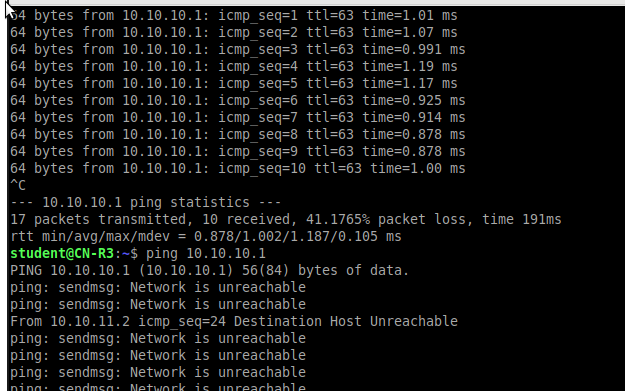 64 bytes from 10.10.10.1: icmp_seq=1 ttl=63 time=1.01 ms
64 bytes from 10.10.10.1: icmp_seq=2 ttl=63 time=1.07 ms
64 bytes from 10.10.10.1: icmp_seq=3 ttl=63 time=0.991 ms
64 bytes from 10.10.10.1: icmp_seq=4 ttl=63 time=1.19 ms
64 bytes from 10.10.10.1: icmp_seq=5 ttl=63 time=1.17 ms
64 bytes from 10.10.10.1: icmp_seq=6 ttl=63 time=0.925 ms
64 bytes from 10.10.10.1: icmp_seq=7 ttl=63 time=0.914 ms
64 bytes from 10.10.10.1: icmp_seq=8 ttl=63 time=0.878 ms
64 bytes from 10.10.10.1: icmp_seq=9 ttl=63 time=0.878 ms
64 bytes from 10.10.10.1: icmp_seq=10 ttl=63 time=1.00 ms
^C
--- 10.10.10.1 ping statistics ---
17 packets transmitted, 10 received, 41.1765% packet loss, time 191ms
rtt min/avg/max/mdev = 0.878/1.002/1.187/0.105 ms
student@CN-R3:~$ ping 10.10.10.1
PING 10.10.10.1 (10.10.10.1) 56(84) bytes of data.
ping: sendmsg: Network is unreachable
ping: sendmsg: Network is unreachable
From 10.10.11.2 icmp_seq=24 Destination Host Unreachable
ping: sendmsg: Network is unreachable
ping: sendmsg: Network is unreachable
ping: sendmsg: Network is unreachable
ping: sendmsg: Network is unreachable